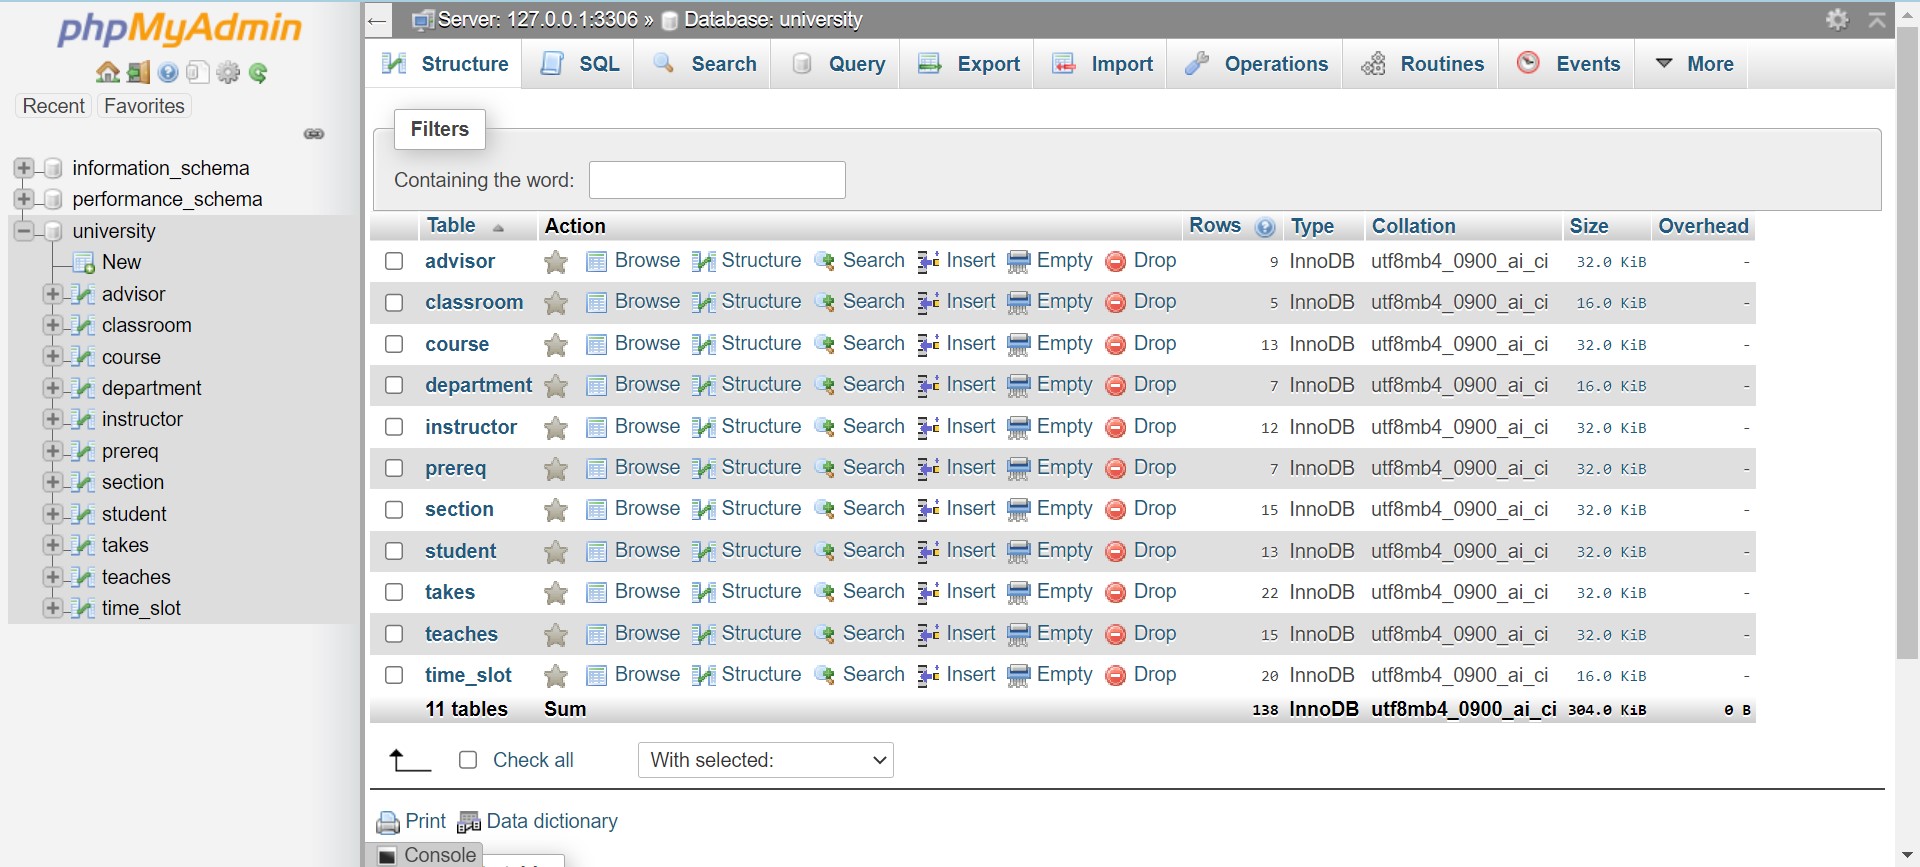 phpMyAdmin
Recent Favorites
information_schema
performance_schema
university
New
advisor
classroom
course
department
instructor
prereq
section
student
takes
teaches
time_slot
Server: 127.0.0.1:3306 » Database: university
Structure SQL Search Query Export Import Operations Routines Events More
Filters
Containing the word:
Table Action Rows Type Collation Size Overhead
advisor Browse Structure Search Insert Empty Drop 9 InnoDB utf8mb4_0900_ai_ci 32.0 KiB -
classroom Browse Structure Search Insert Empty Drop 5 InnoDB utf8mb4_0900_ai_ci 16.0 KiB -
course Browse Structure Search Insert Empty Drop 13 InnoDB utf8mb4_0900_ai_ci 32.0 KiB -
department Browse Structure Search Insert Empty Drop 7 InnoDB utf8mb4_0900_ai_ci 16.0 KiB -
instructor Browse Structure Search Insert Empty Drop 12 InnoDB utf8mb4_0900_ai_ci 32.0 KiB -
prereq Browse Structure Search Insert Empty Drop 7 InnoDB utf8mb4_0900_ai_ci 32.0 KiB -
section Browse Structure Search Insert Empty Drop 15 InnoDB utf8mb4_0900_ai_ci 32.0 KiB -
student Browse Structure Search Insert Empty Drop 13 InnoDB utf8mb4_0900_ai_ci 32.0 KiB -
takes Browse Structure Search Insert Empty Drop 22 InnoDB utf8mb4_0900_ai_ci 32.0 KiB -
teaches Browse Structure Search Insert Empty Drop 15 InnoDB utf8mb4_0900_ai_ci 32.0 KiB -
time_slot Browse Structure Search Insert Empty Drop 20 InnoDB utf8mb4_0900_ai_ci 16.0 KiB -
11 tables Sum 138 InnoDB utf8mb4_0900_ai_ci 304.0 KiB 0 B
Check all With selected:
Print Data dictionary
Console